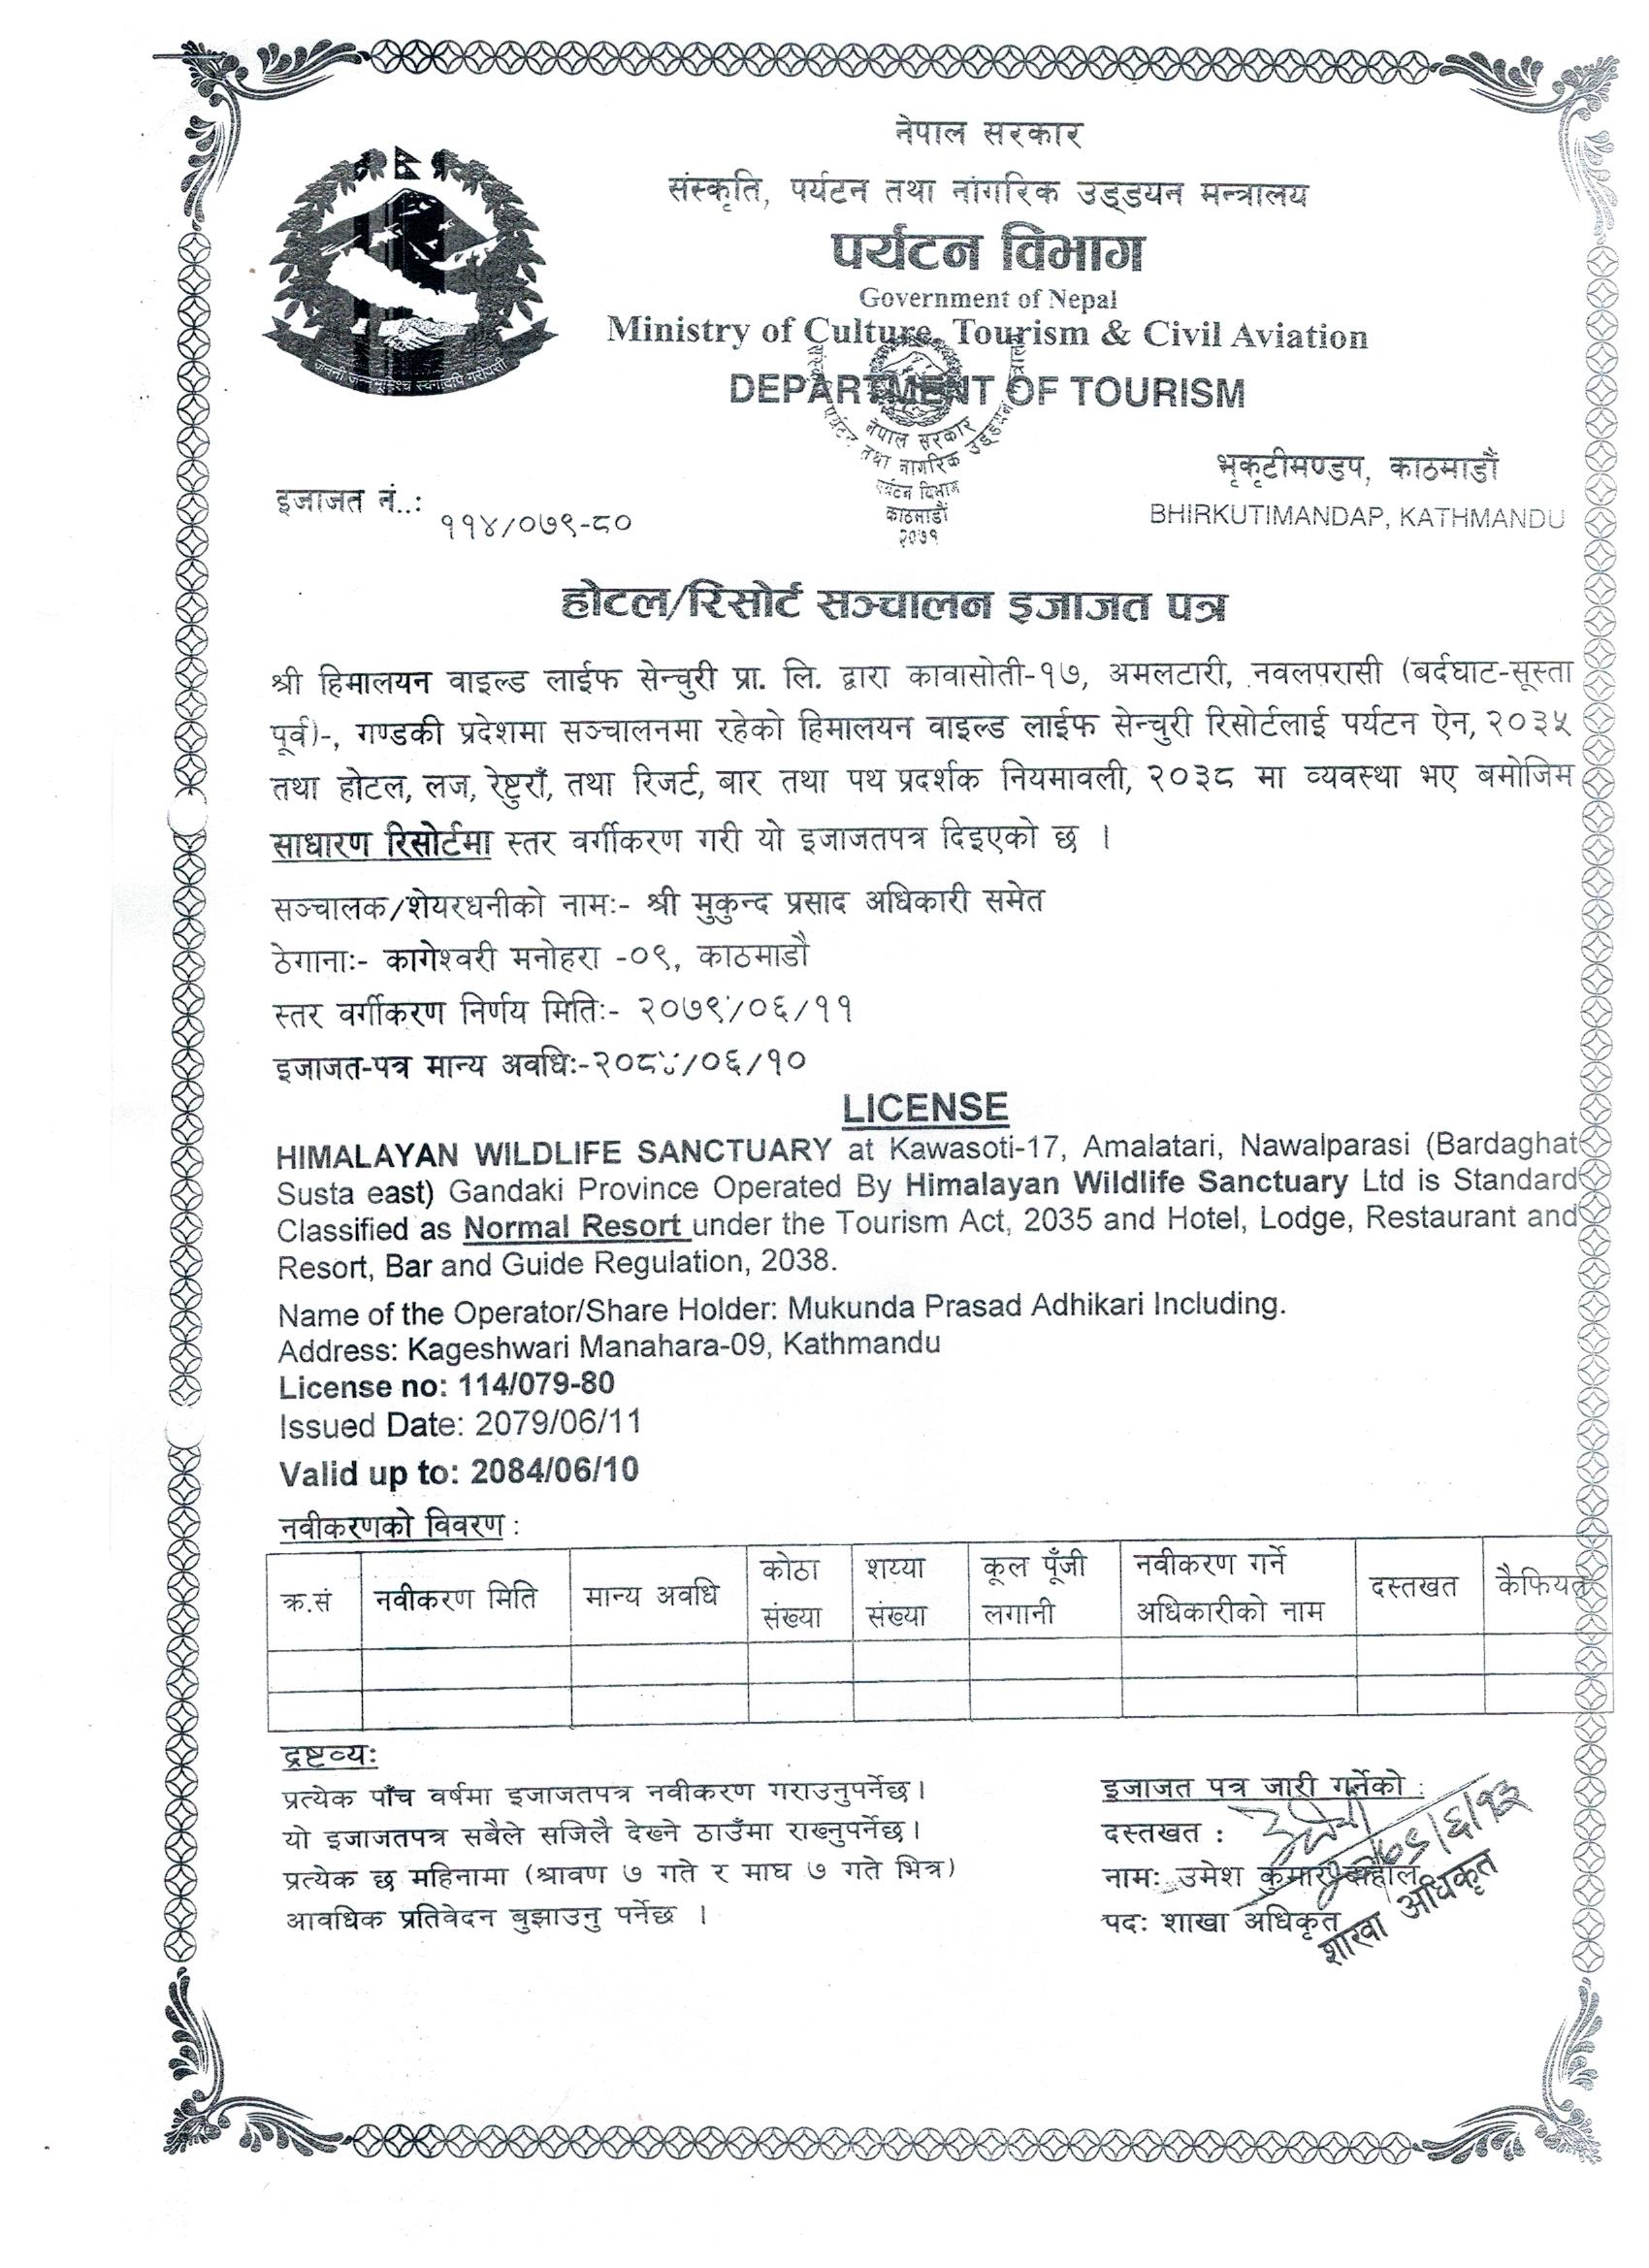 नेपाल सरकार
संस्कृति, पर्यटन तथा नागरिक उड्डयन मन्त्रालय
पर्यटन विभाग
Government of Nepal
Ministry of Culture, Tourism & Civil Aviation
DEPARTMENT OF TOURISM
नेपाल सरकार
पर्यटन तथा नागरिक उड्डयन
पर्यटन विभाग
काठमाडौं
२०७१
भृकुटीमण्डप, काठमाडौं
BHIRKUTIMANDAP, KATHMANDU
इजाजत नं..: ११४/०७९-८०
होटल/रिसोर्ट सञ्चालन इजाजत पत्र
श्री हिमालयन वाइल्ड लाईफ सेन्चुरी प्रा. लि. द्वारा कावासोती-१७, अमलटारी, नवलपरासी (बर्दघाट-सूस्ता
पूर्व)-, गण्डकी प्रदेशमा सञ्चालनमा रहेको हिमालयन वाइल्ड लाईफ सेन्चुरी रिसोर्टलाई पर्यटन ऐन, २०३५
तथा होटल, लज, रेष्टुराँ, तथा रिजर्ट, बार तथा पथ प्रदर्शक नियमावली, २०३८ मा व्यवस्था भए बमोजिम
साधारण रिसोर्टमा स्तर वर्गीकरण गरी यो इजाजतपत्र दिइएको छ ।
सञ्चालक/शेयरधनीको नामः- श्री मुकुन्द प्रसाद अधिकारी समेत
ठेगानाः- कागेश्वरी मनोहरा -०९, काठमाडौ
स्तर वर्गीकरण निर्णय मितिः- २०७९/०६/११
इजाजत-पत्र मान्य अवधिः-२०८४/०६/१०
LICENSE
HIMALAYAN WILDLIFE SANCTUARY at Kawasoti-17, Amalatari, Nawalparasi (Bardaghat
Susta east) Gandaki Province Operated By Himalayan Wildlife Sanctuary Ltd is Standard
Classified as Normal Resort under the Tourism Act, 2035 and Hotel, Lodge, Restaurant and
Resort, Bar and Guide Regulation, 2038.
Name of the Operator/Share Holder: Mukunda Prasad Adhikari Including.
Address: Kageshwari Manahara-09, Kathmandu
License no: 114/079-80
Issued Date: 2079/06/11
Valid up to: 2084/06/10
नवीकरणको विवरण :
क्र.सं नवीकरण मिति मान्य अवधि कोठा संख्या शय्या संख्या कूल पूँजी लगानी नवीकरण गर्ने अधिकारीको नाम दस्तखत कैफियत
द्रष्टव्यः
प्रत्येक पाँच वर्षमा इजाजतपत्र नवीकरण गराउनुपर्नेछ।
यो इजाजतपत्र सबैले सजिलै देख्ने ठाउँमा राख्नुपर्नेछ।
प्रत्येक छ महिनामा (श्रावण ७ गते र माघ ७ गते भित्र)
आवधिक प्रतिवेदन बुझाउनु पर्नेछ ।
इजाजत पत्र जारी गर्नेको :
दस्तखत :
नामः उमेश कुमार
पदः शाखा अधिकृत
शाखा अधिकृत